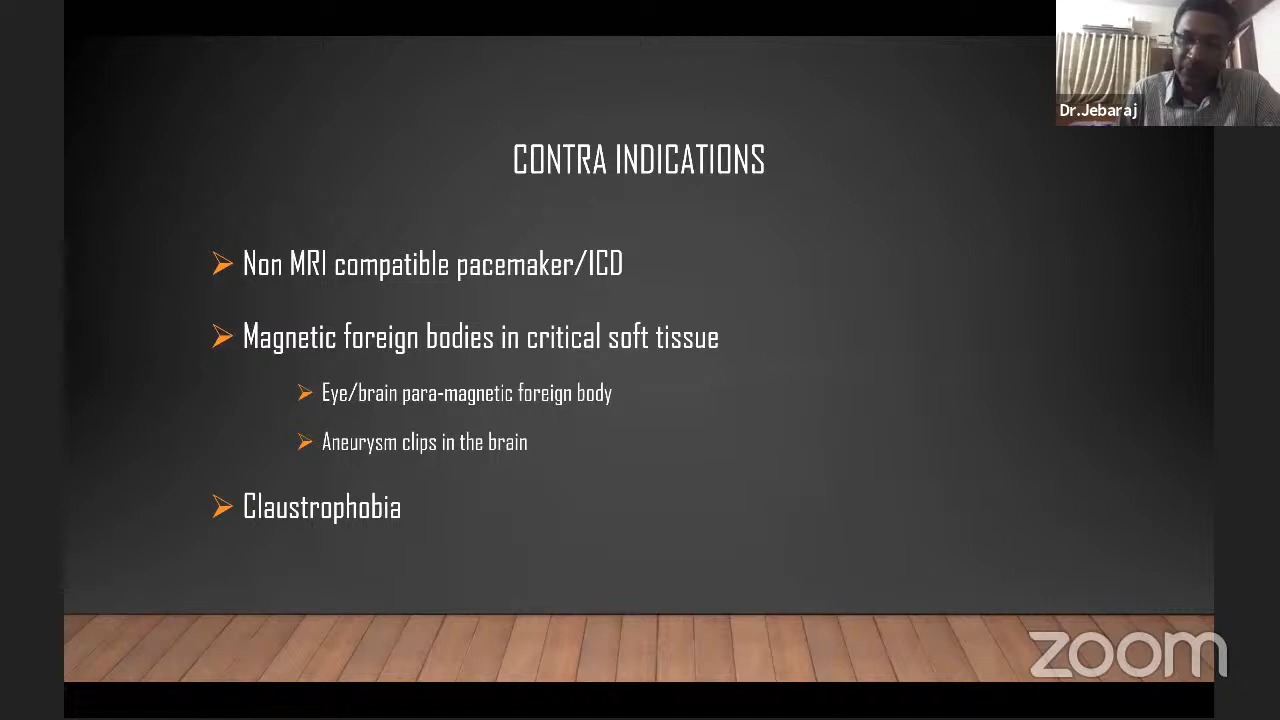 Dr.Jebaraj
CONTRA INDICATIONS
Non MRI compatible pacemaker/ICD
Magnetic foreign bodies in critical soft tissue
Eye/brain para-magnetic foreign body
Aneurysm clips in the brain
Claustrophobia
zoom